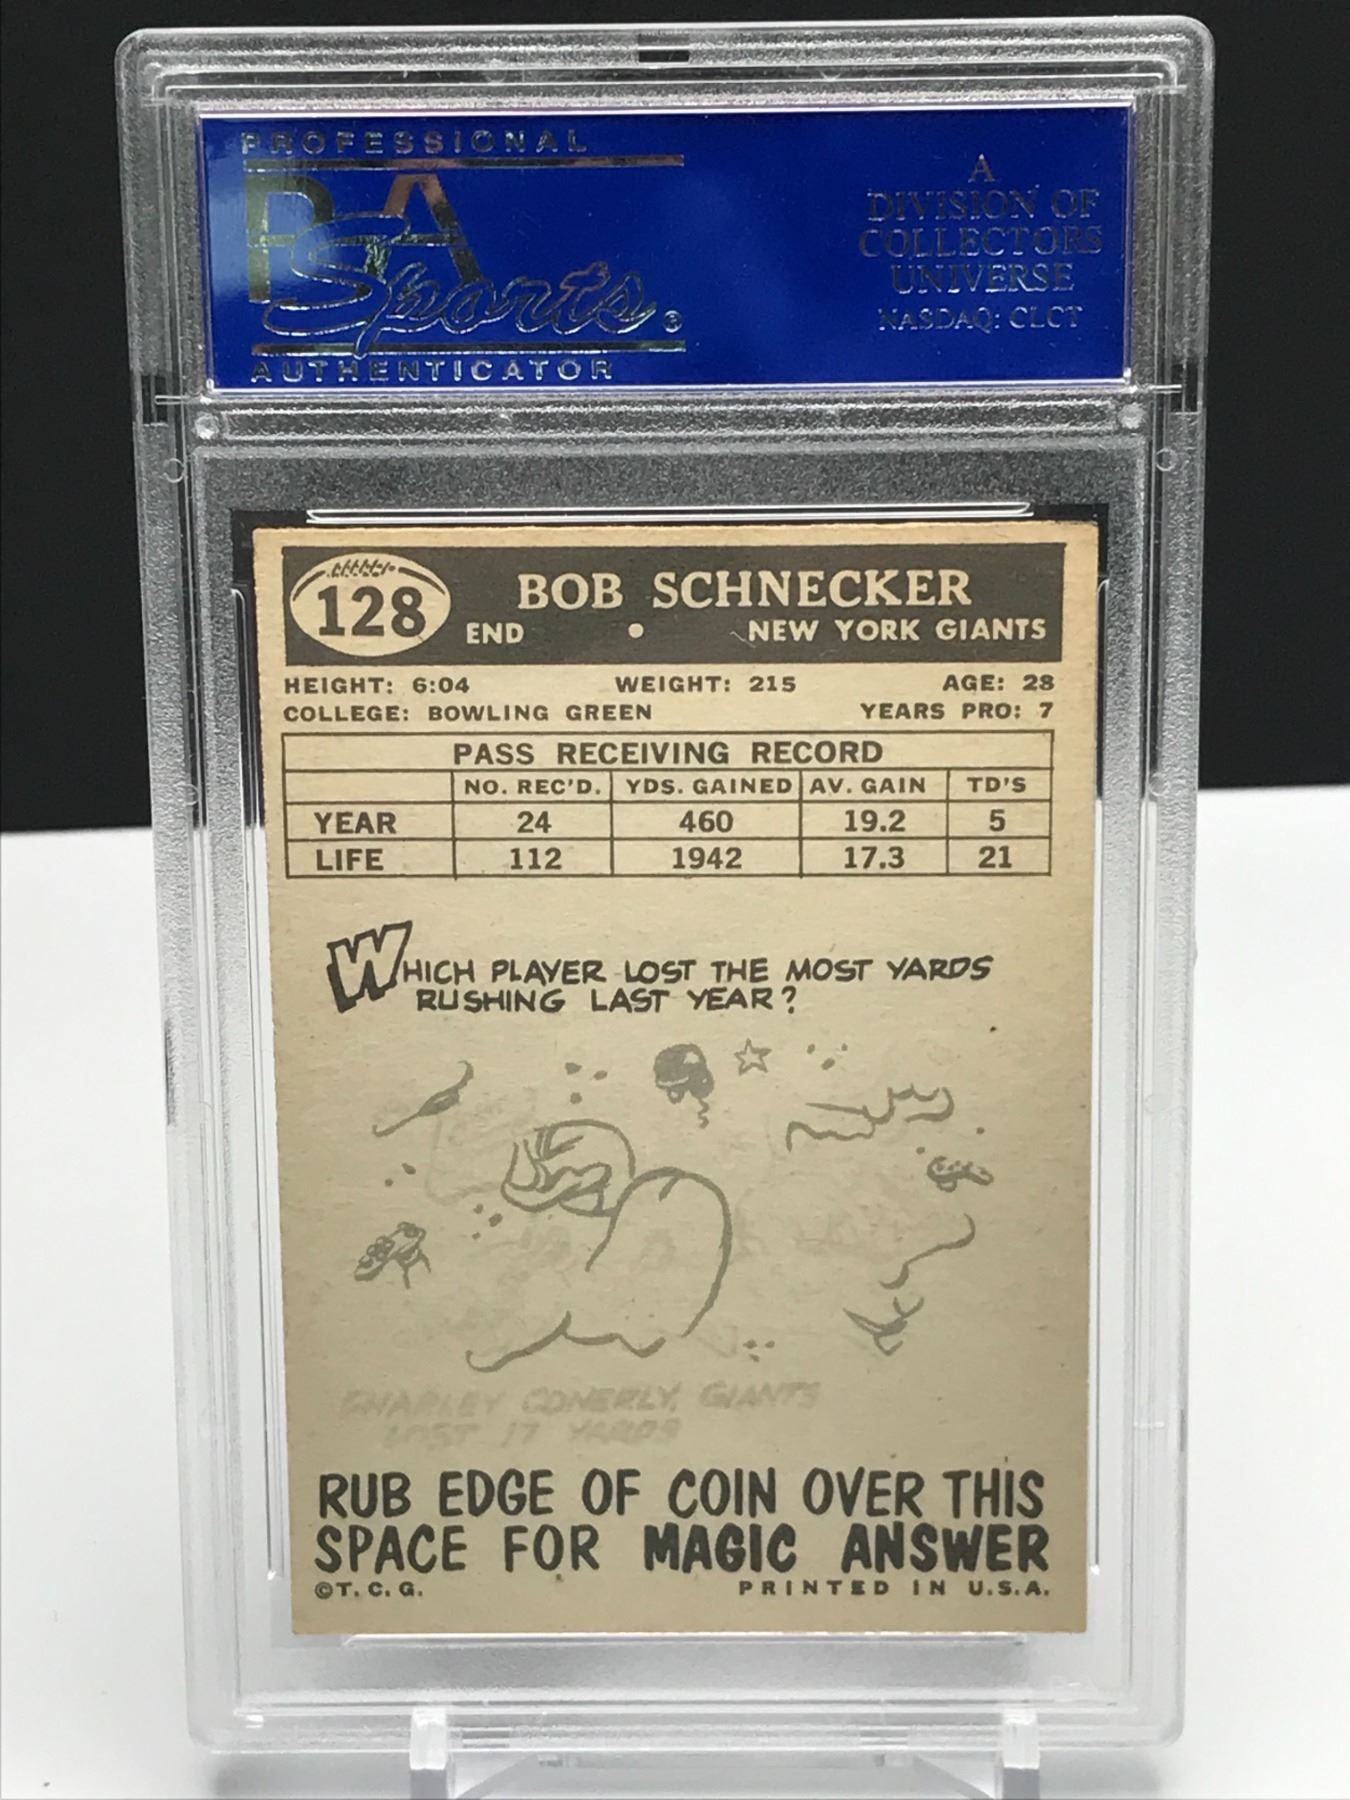 PROFESSIONAL
PSA
Sports®
AUTHENTICATOR
A
DIVISION OF
COLLECTORS
UNIVERSE
NASDAQ: CLCT
128
BOB SCHNECKER
END • NEW YORK GIANTS
HEIGHT: 6:04 WEIGHT: 215 AGE: 28
COLLEGE: BOWLING GREEN YEARS PRO: 7
PASS RECEIVING RECORD
NO. REC'D. YDS. GAINED AV. GAIN TD'S
YEAR 24 460 19.2 5
LIFE 112 1942 17.3 21
WHICH PLAYER LOST THE MOST YARDS
RUSHING LAST YEAR?
CHARLEY CONERLY, GIANTS
LOST 17 YARDS
RUB EDGE OF COIN OVER THIS
SPACE FOR MAGIC ANSWER
©T.C.G. PRINTED IN U.S.A.